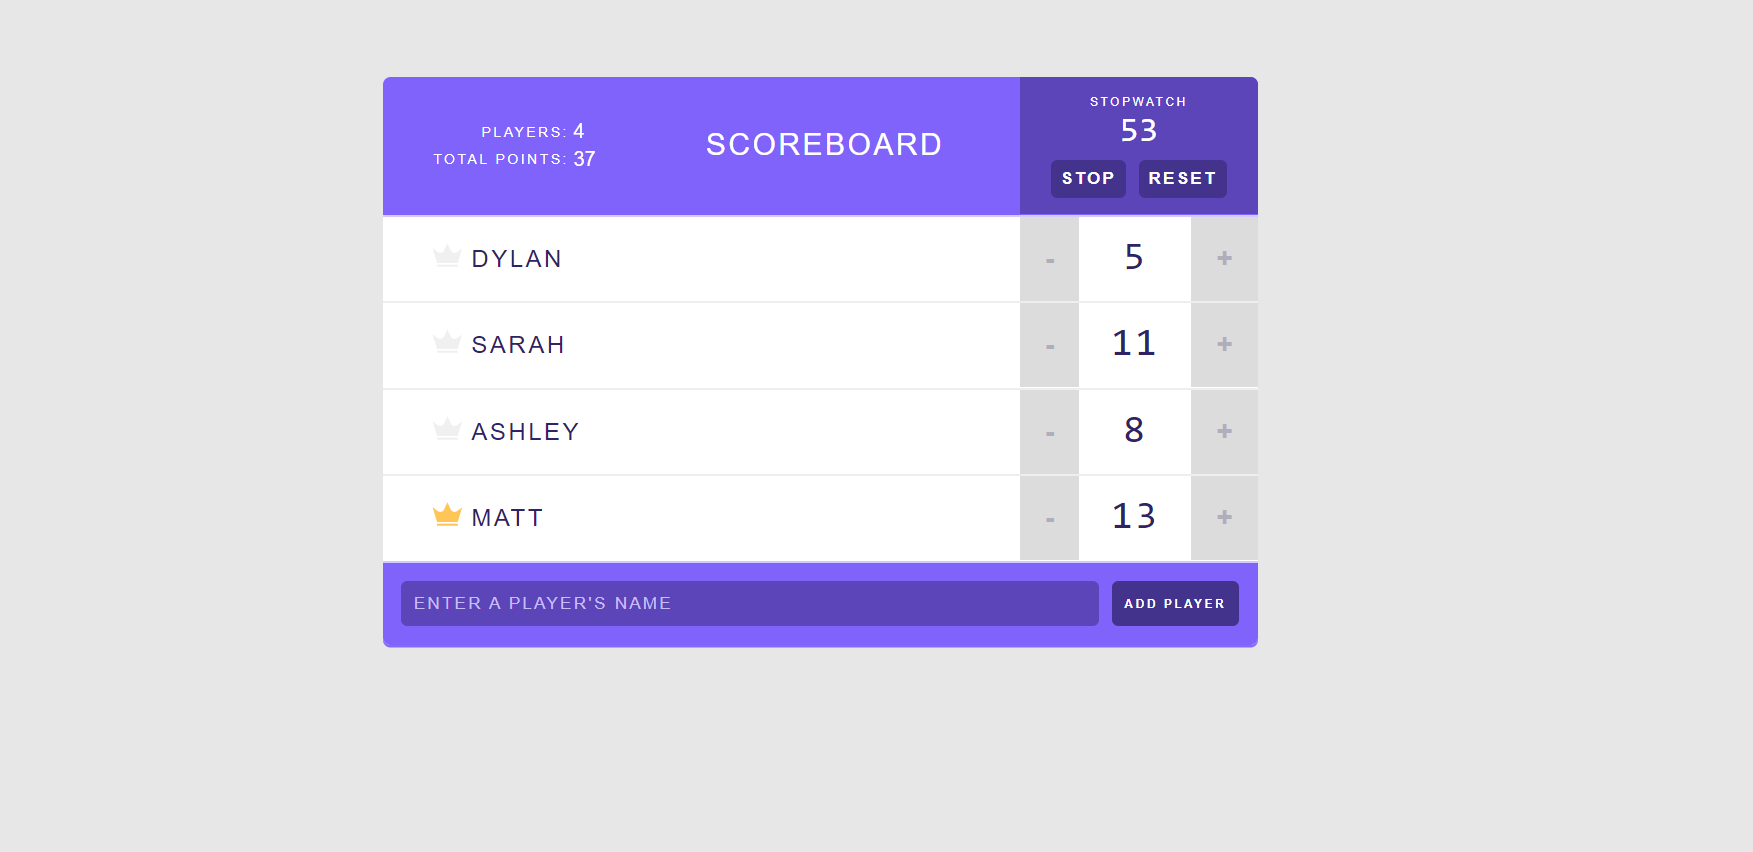 PLAYERS: 4
TOTAL POINTS: 37
SCOREBOARD
STOPWATCH
53
STOP RESET
DYLAN - 5 +
SARAH - 11 +
ASHLEY - 8 +
MATT - 13 +
ENTER A PLAYER'S NAME ADD PLAYER